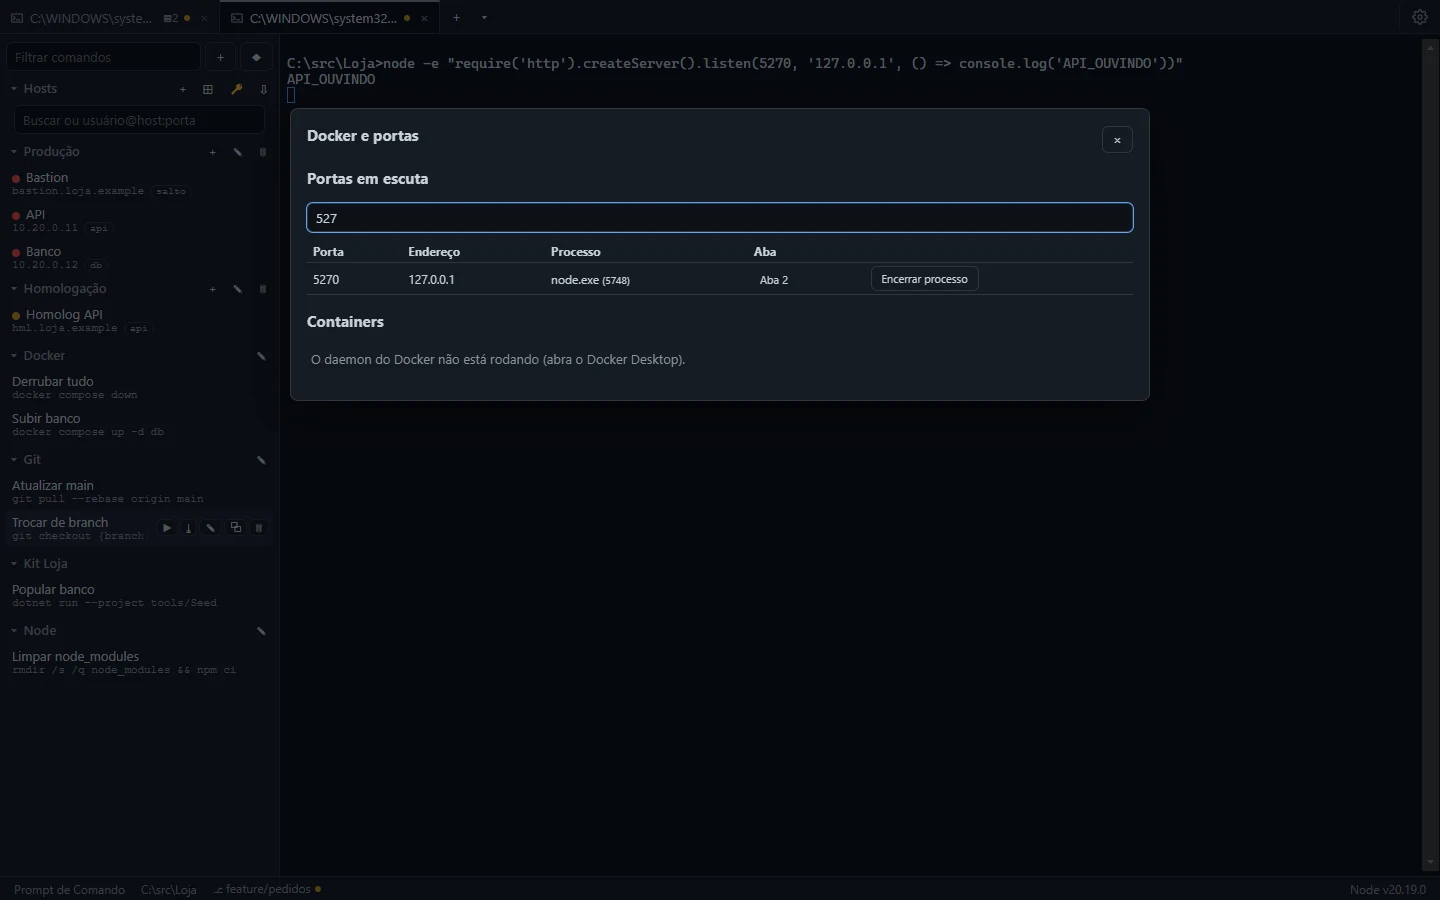 C:\WINDOWS\syste... 2
C:\WINDOWS\system32...
Filtrar comandos
Hosts
Buscar ou usuário@host:porta
Produção
Bastion
bastion.loja.example salto
API
10.20.0.11 api
Banco
10.20.0.12 db
Homologação
Homolog API
hml.loja.example api
Docker
Derrubar tudo
docker compose down
Subir banco
docker compose up -d db
Git
Atualizar main
git pull --rebase origin main
Trocar de branch
git checkout {branch
Kit Loja
Popular banco
dotnet run --project tools/Seed
Node
Limpar node_modules
rmdir /s /q node_modules && npm ci
C:\src\Loja>node -e "require('http').createServer().listen(5270, '127.0.0.1', () => console.log('API_OUVINDO'))"
API_OUVINDO
Docker e portas
Portas em escuta
527
Porta Endereço Processo Aba
5270 127.0.0.1 node.exe (5748) Aba 2 Encerrar processo
Containers
O daemon do Docker não está rodando (abra o Docker Desktop).
Prompt de Comando C:\src\Loja feature/pedidos Node v20.19.0